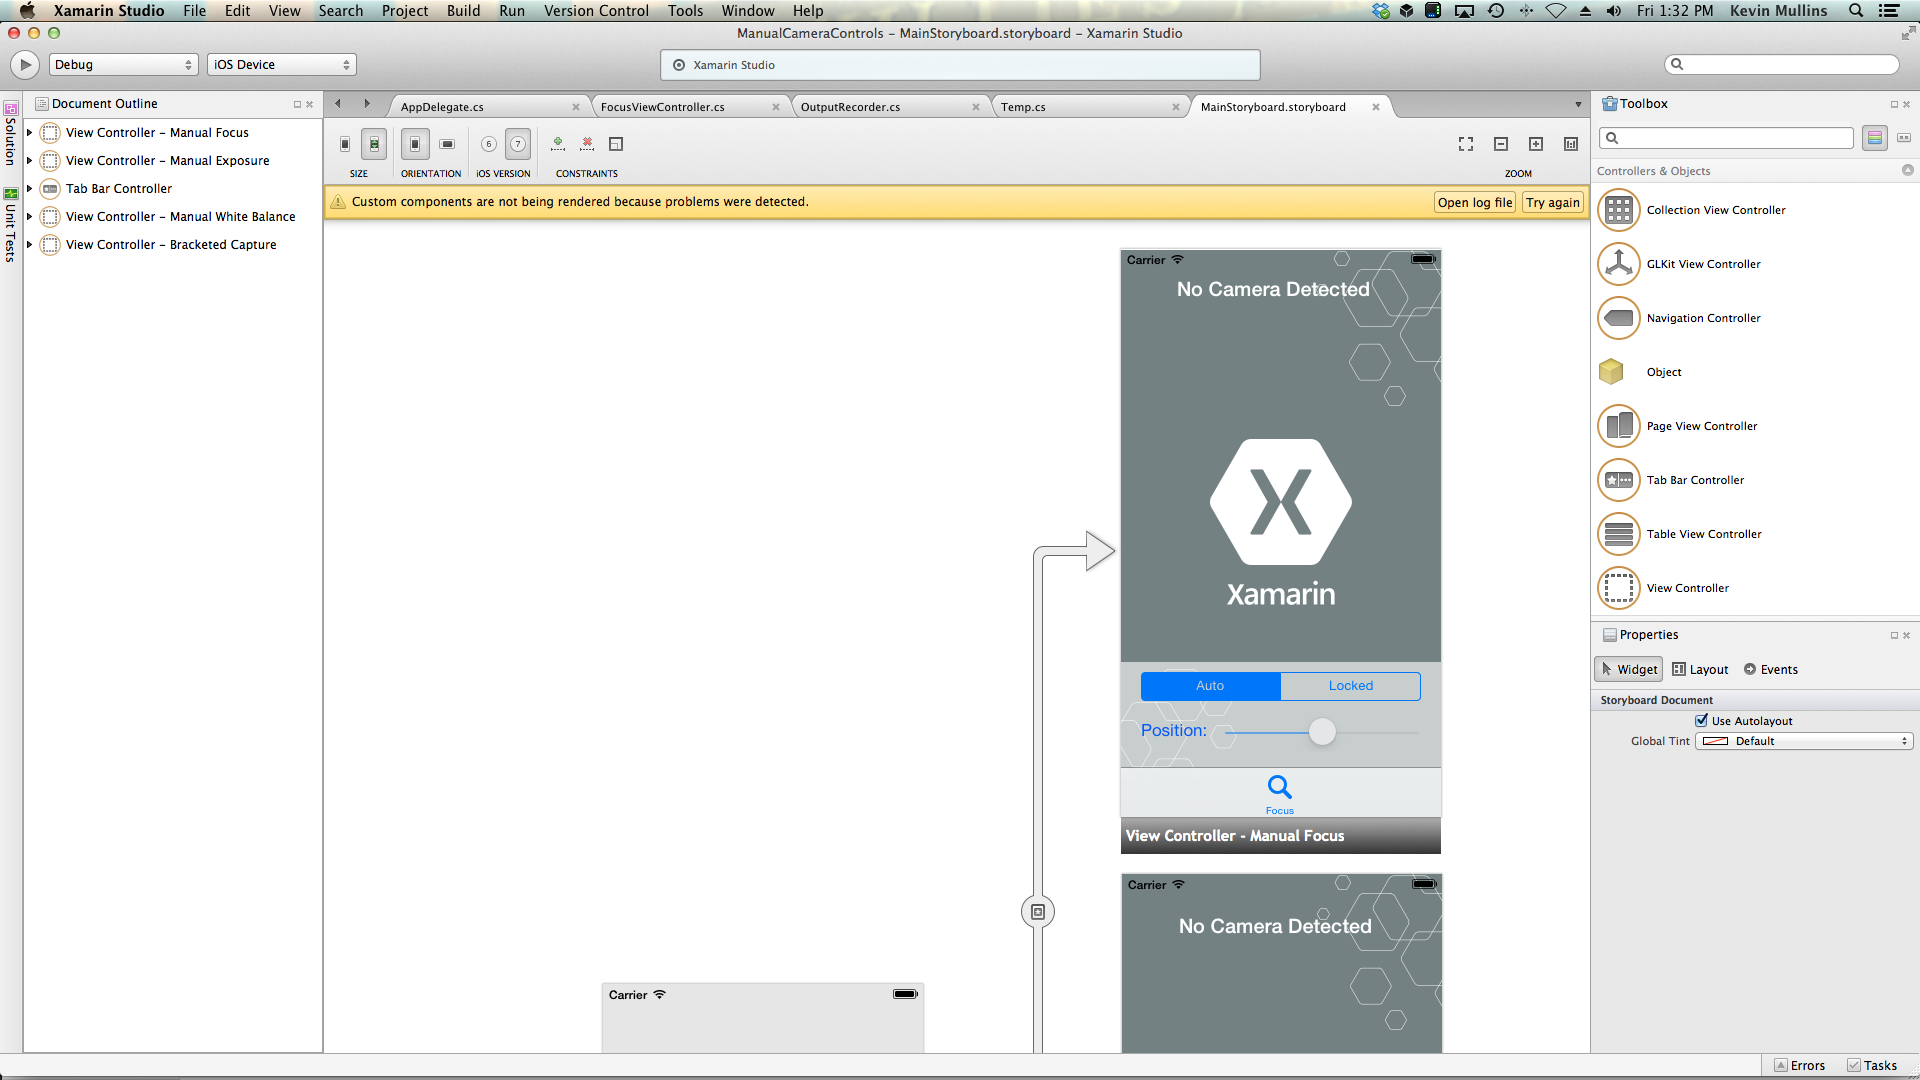 Xamarin Studio File Edit View Search Project Build Run Version Control Tools Window Help Fri 1:32 PM Kevin Mullins
ManualCameraControls – MainStoryboard.storyboard – Xamarin Studio
Debug iOS Device Xamarin Studio
Solution
Unit Tests
Document Outline
View Controller – Manual Focus
View Controller – Manual Exposure
Tab Bar Controller
View Controller – Manual White Balance
View Controller – Bracketed Capture
AppDelegate.cs FocusViewController.cs OutputRecorder.cs Temp.cs MainStoryboard.storyboard
6 7
SIZE ORIENTATION iOS VERSION CONSTRAINTS ZOOM
Custom components are not being rendered because problems were detected. Open log file Try again
Carrier
No Camera Detected
Xamarin
Auto Locked
Position:
Focus
View Controller - Manual Focus
Carrier
No Camera Detected
Carrier
Toolbox
Controllers & Objects
Collection View Controller
GLKit View Controller
Navigation Controller
Object
Page View Controller
Tab Bar Controller
Table View Controller
View Controller
Properties
Widget Layout Events
Storyboard Document
Use Autolayout
Global Tint Default
Errors Tasks